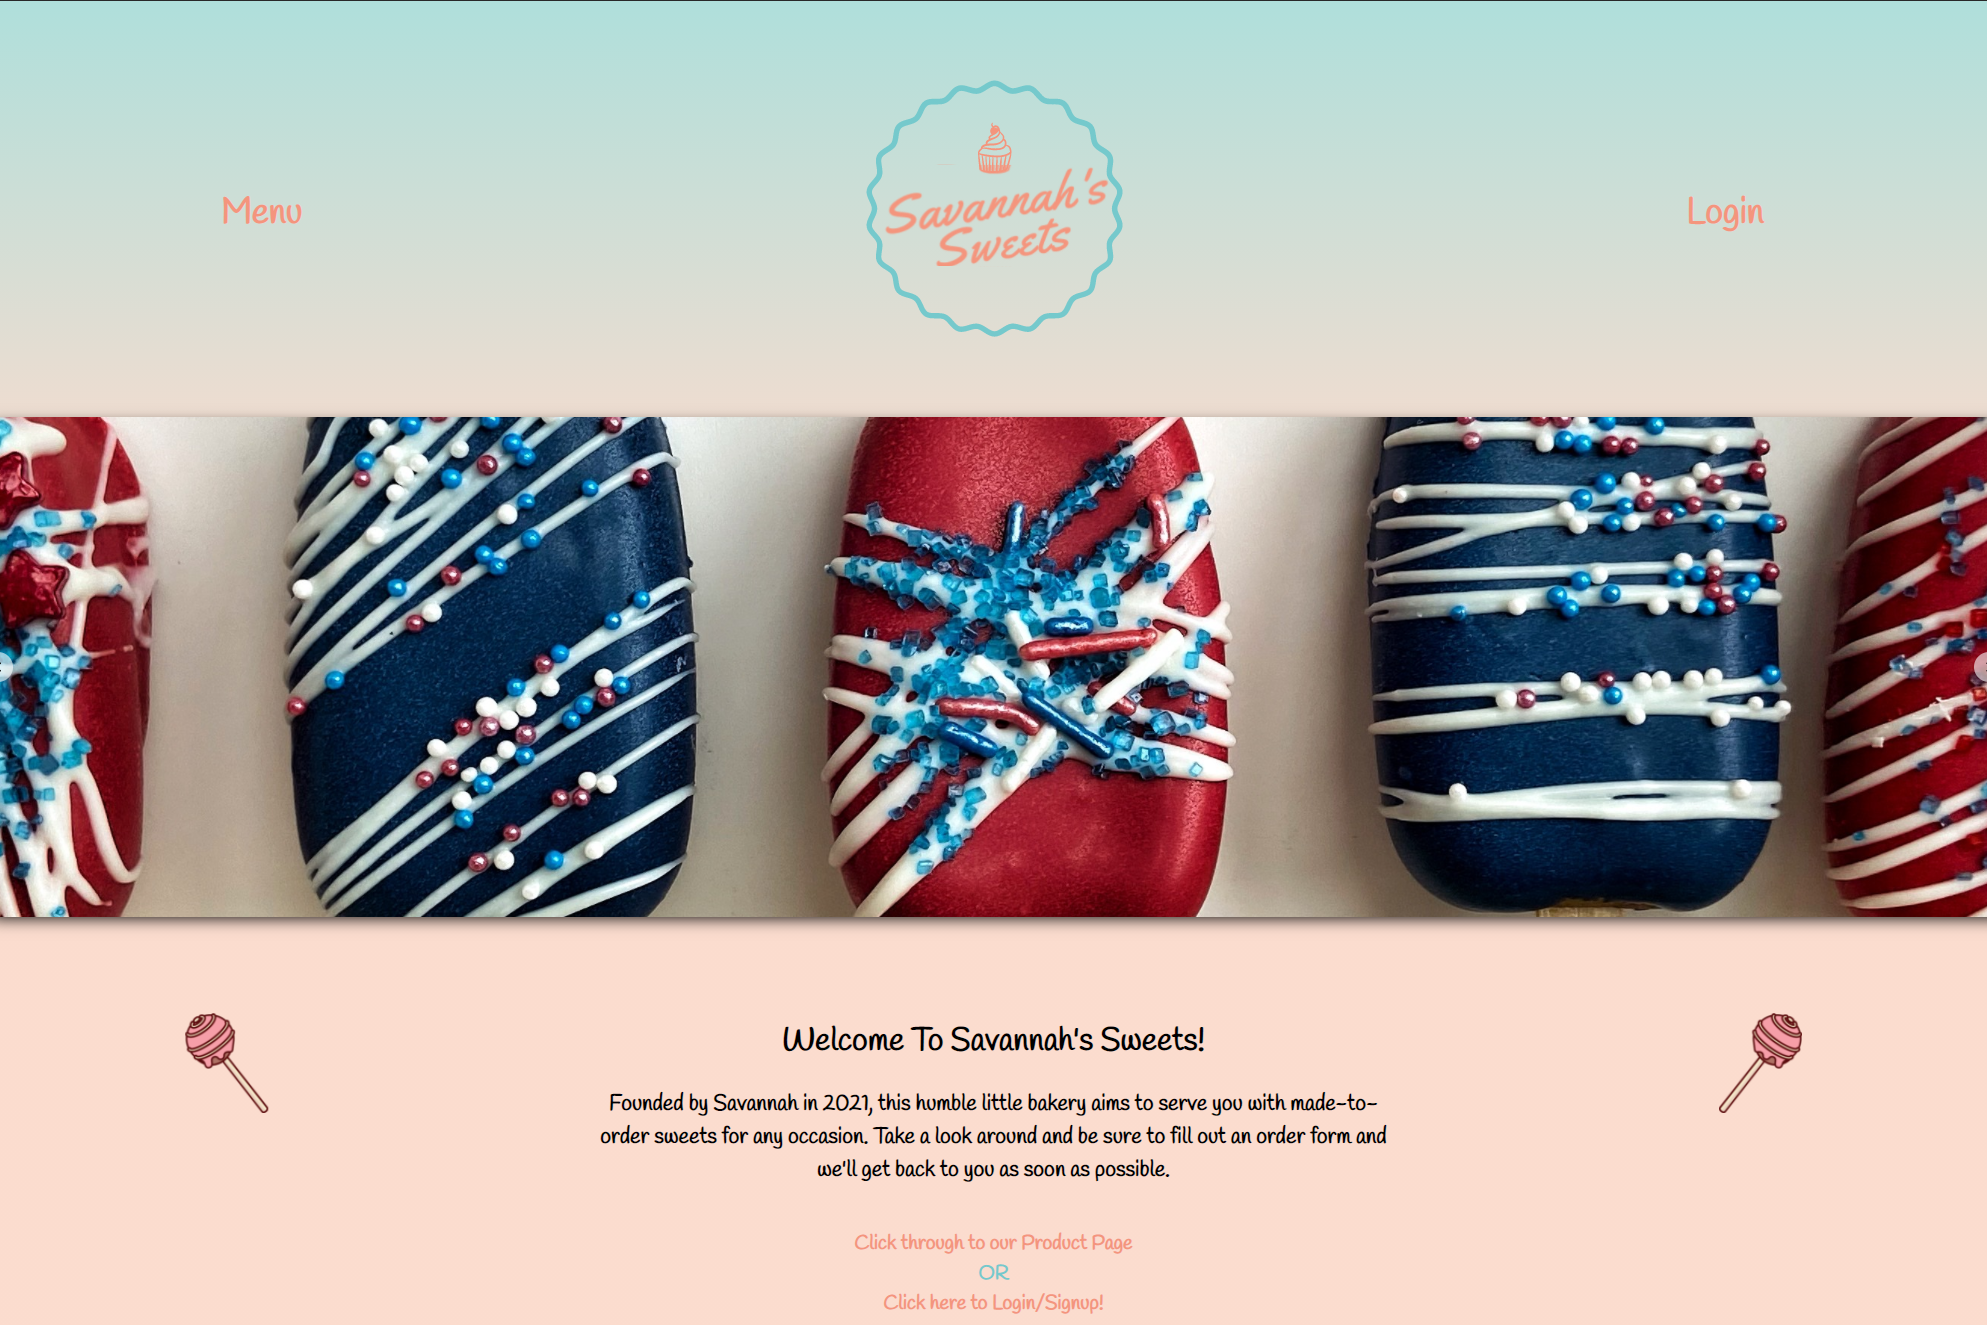 Menu
Savannah's
Sweets
Login
Welcome To Savannah's Sweets!
Founded by Savannah in 2021, this humble little bakery aims to serve you with made-to-
order sweets for any occasion. Take a look around and be sure to fill out an order form and
we'll get back to you as soon as possible.
Click through to our Product Page
OR
Click here to Login/Signup!